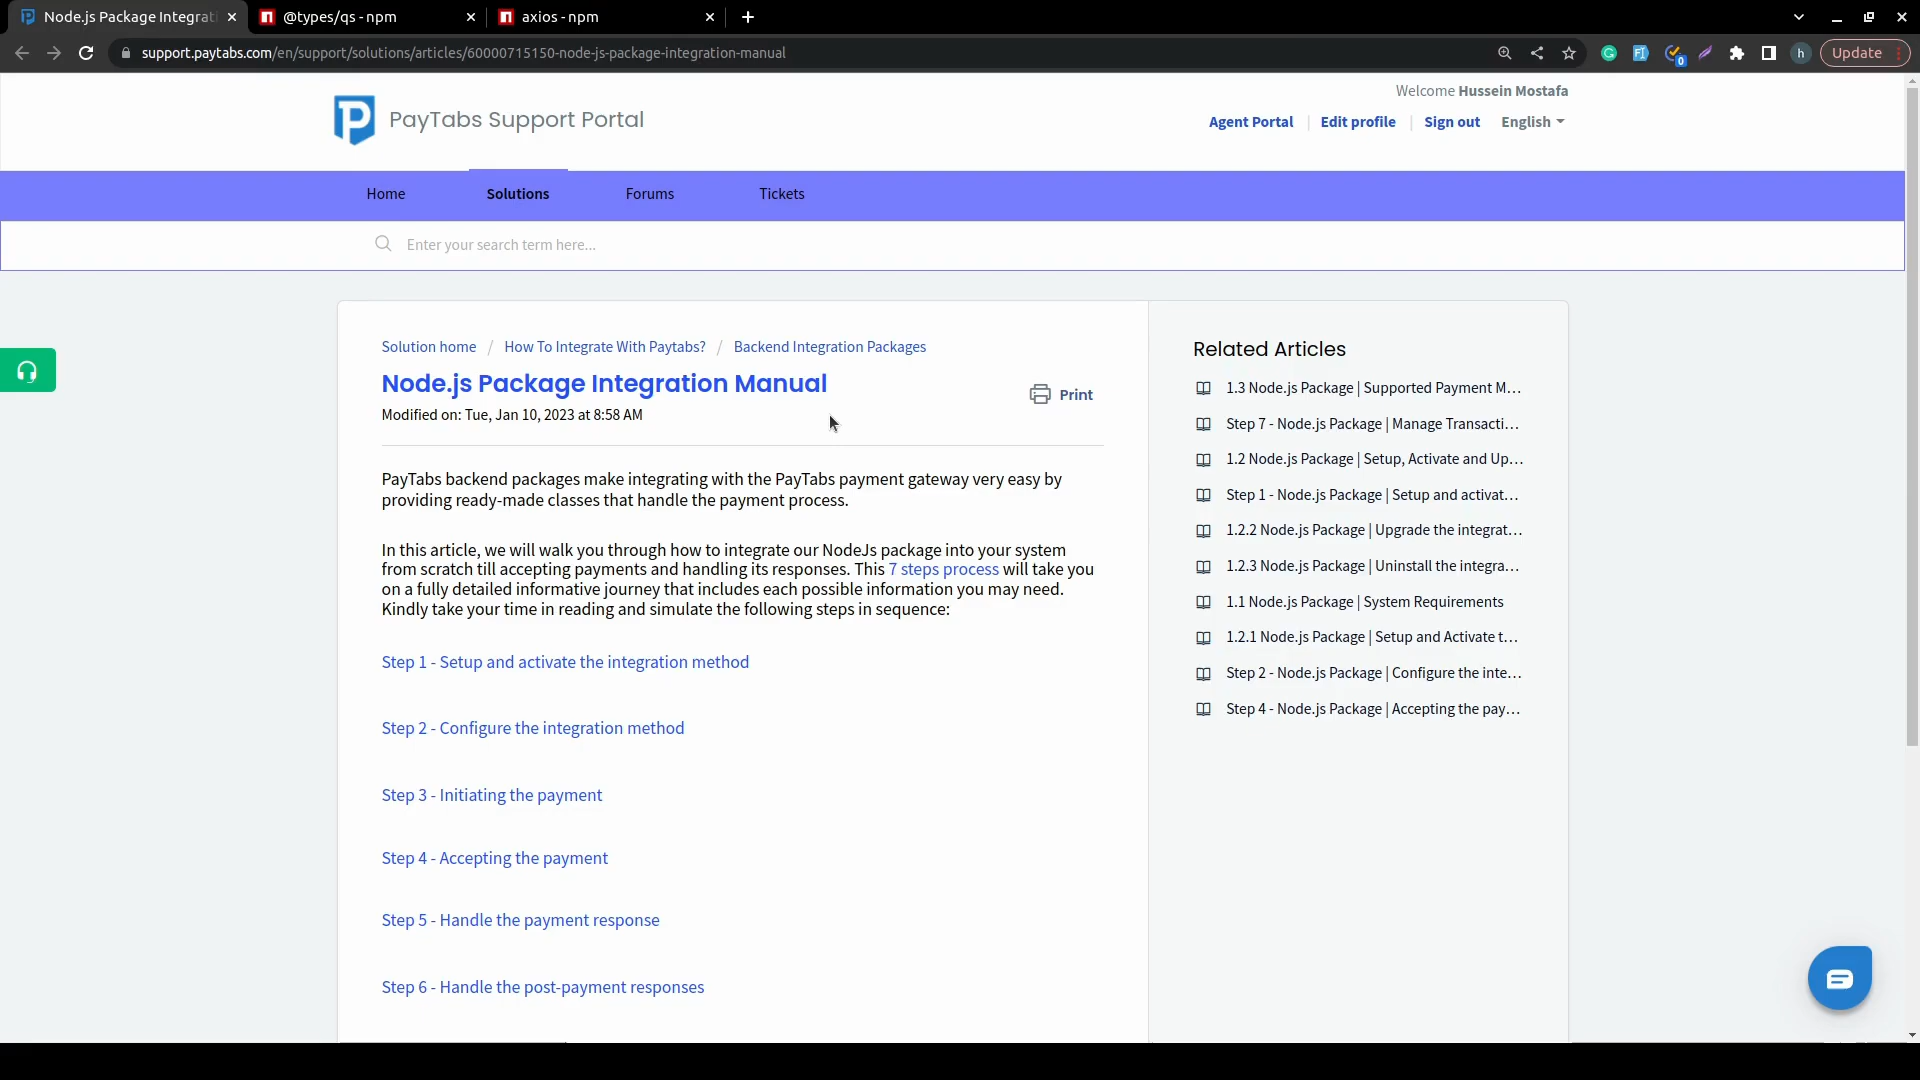 Node.js Package Integrati
@types/qs - npm
axios - npm
support.paytabs.com/en/support/solutions/articles/60000715150-node-js-package-integration-manual
0
h
Update
Welcome Hussein Mostafa
PayTabs Support Portal
Agent Portal
Edit profile
Sign out
English
Home
Solutions
Forums
Tickets
Enter your search term here...
Solution home / How To Integrate With Paytabs? / Backend Integration Packages
Node.js Package Integration Manual
Print
Modified on: Tue, Jan 10, 2023 at 8:58 AM
PayTabs backend packages make integrating with the PayTabs payment gateway very easy by
providing ready-made classes that handle the payment process.
In this article, we will walk you through how to integrate our NodeJs package into your system
from scratch till accepting payments and handling its responses. This 7 steps process will take you
on a fully detailed informative journey that includes each possible information you may need.
Kindly take your time in reading and simulate the following steps in sequence:
Step 1 - Setup and activate the integration method
Step 2 - Configure the integration method
Step 3 - Initiating the payment
Step 4 - Accepting the payment
Step 5 - Handle the payment response
Step 6 - Handle the post-payment responses
Related Articles
1.3 Node.js Package | Supported Payment M...
Step 7 - Node.js Package | Manage Transacti...
1.2 Node.js Package | Setup, Activate and Up...
Step 1 - Node.js Package | Setup and activat...
1.2.2 Node.js Package | Upgrade the integrat...
1.2.3 Node.js Package | Uninstall the integra...
1.1 Node.js Package | System Requirements
1.2.1 Node.js Package | Setup and Activate t...
Step 2 - Node.js Package | Configure the inte...
Step 4 - Node.js Package | Accepting the pay...